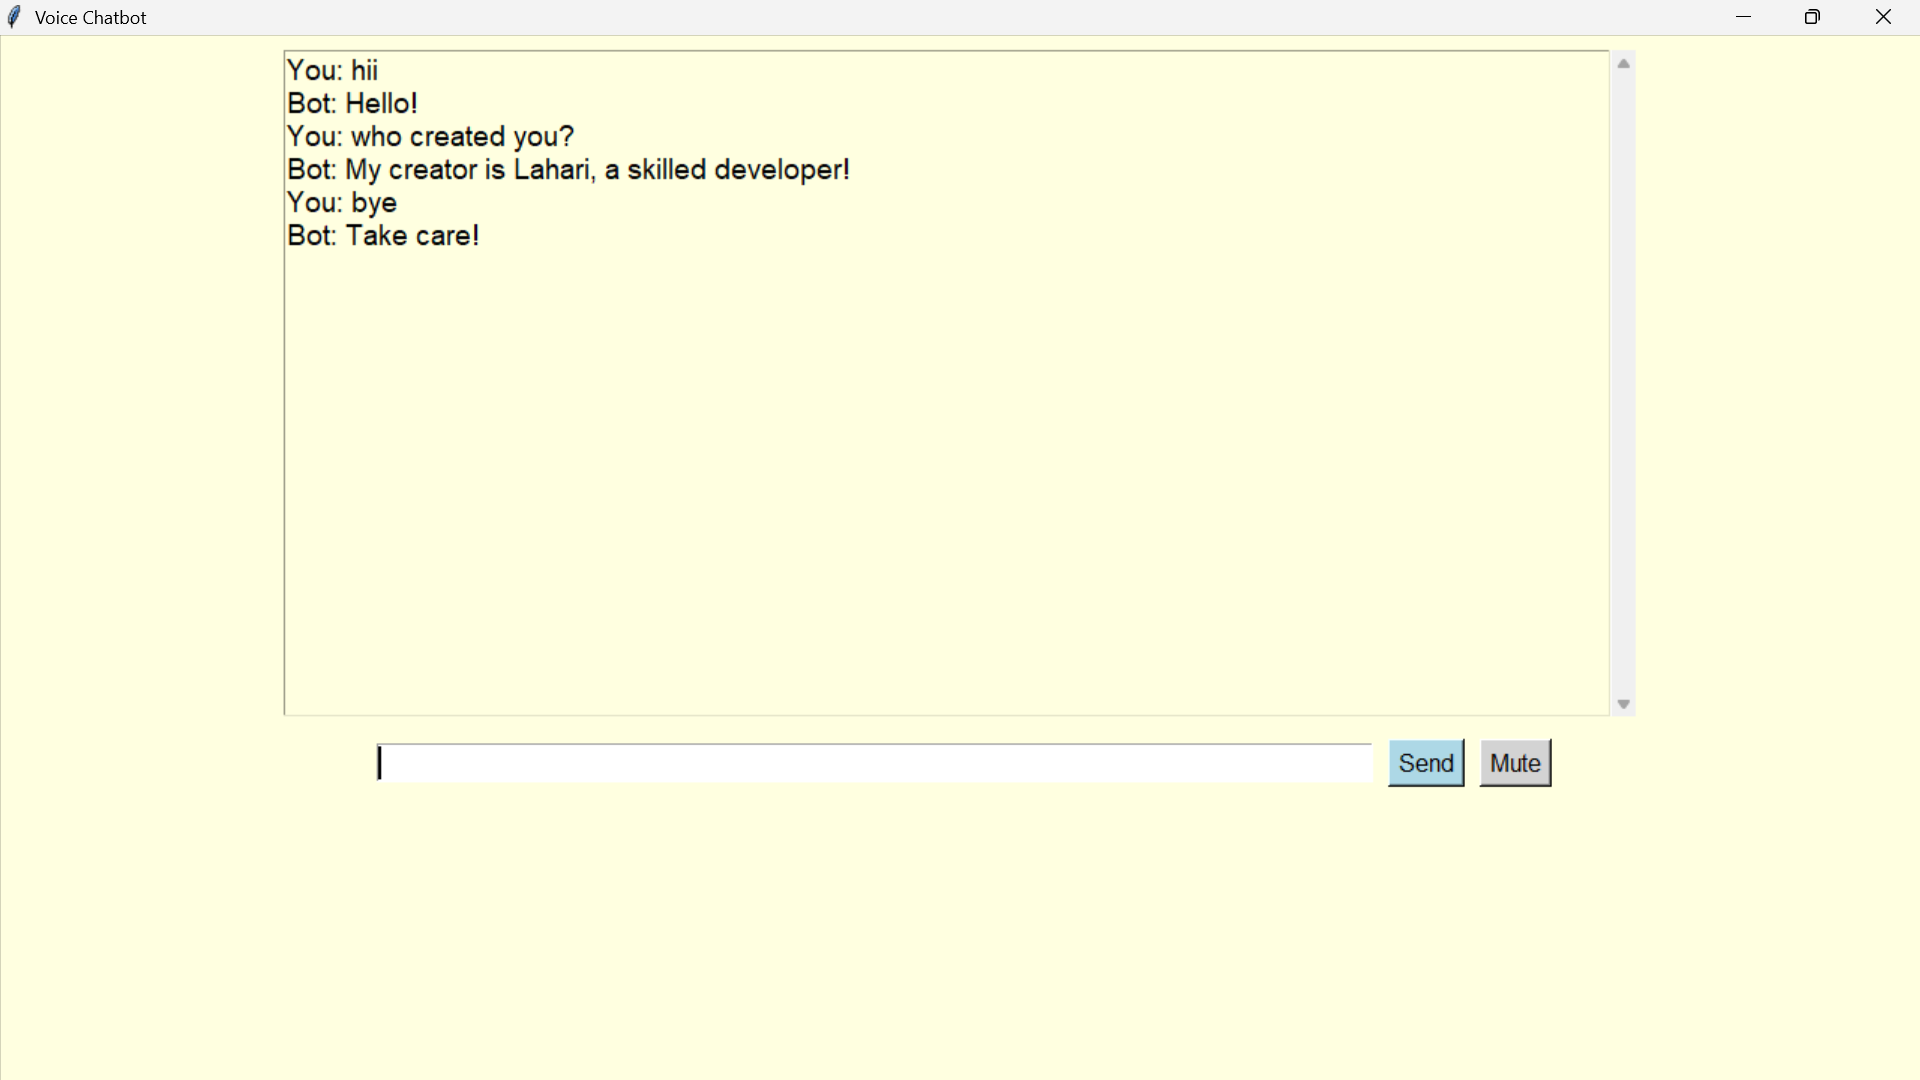 Voice Chatbot
You: hii
Bot: Hello!
You: who created you?
Bot: My creator is Lahari, a skilled developer!
You: bye
Bot: Take care!
Send
Mute